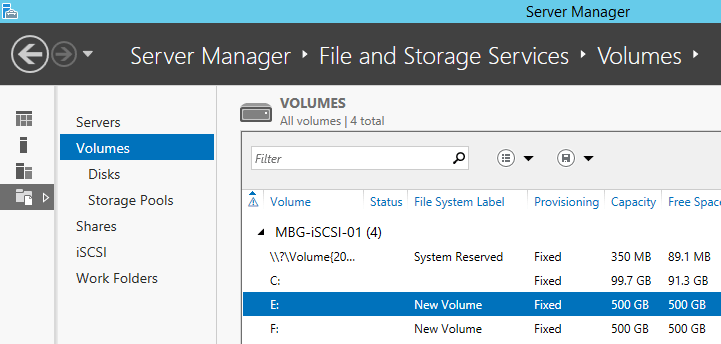 Server Manager
Server Manager ‣ File and Storage Services ‣ Volumes ‣
Servers
Volumes
Disks
Storage Pools
Shares
iSCSI
Work Folders
VOLUMES
All volumes | 4 total
Filter
Volume Status File System Label Provisioning Capacity Free Space
MBG-iSCSI-01 (4)
\\?\Volume{20... System Reserved Fixed 350 MB 89.1 MB
C: Fixed 99.7 GB 91.3 GB
E: New Volume Fixed 500 GB 500 GB
F: New Volume Fixed 500 GB 500 GB